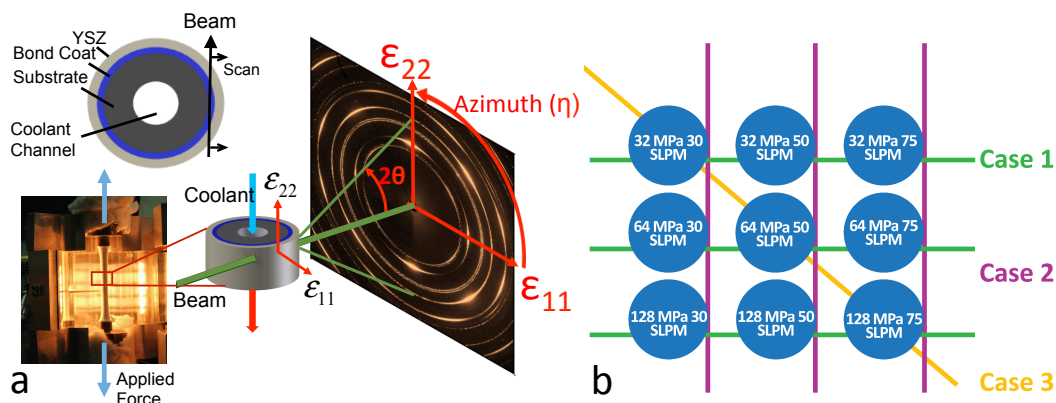 Beam
YSZ
Bond Coat
Substrate
Scan
Coolant
Channel
ε22
Azimuth (η)
2θ
Coolant
ε22
ε11
Beam
ε11
a
Applied
Force
32 MPa 30
SLPM
32 MPa 50
SLPM
32 MPa 75
SLPM
Case 1
64 MPa 30
SLPM
64 MPa 50
SLPM
64 MPa 75
SLPM
Case 2
128 MPa 30
SLPM
128 MPa 50
SLPM
128 MPa 75
SLPM
b
Case 3